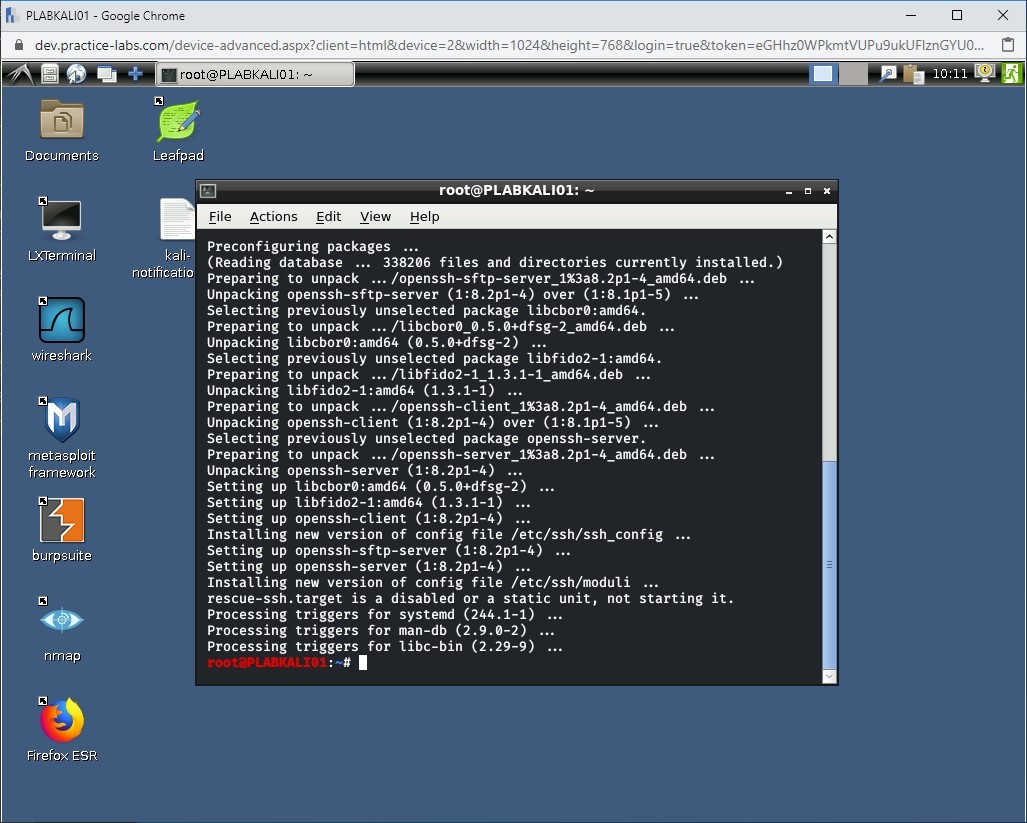 PLABKALI01 - Google Chrome
dev.practice-labs.com/device-advanced.aspx?client=html&device=2&width=1024&height=768&login=true&token=eGHhz0WPkmtVUPu9ukUFlznGYU0...
root@PLABKALI01: ~
10:11
Documents
Leafpad
LXTerminal
kali-
notificatio
wireshark
metasploit
framework
burpsuite
nmap
Firefox ESR
root@PLABKALI01: ~
File Actions Edit View Help
Preconfiguring packages ...
(Reading database ... 338206 files and directories currently installed.)
Preparing to unpack .../openssh-sftp-server_1%3a8.2p1-4_amd64.deb ...
Unpacking openssh-sftp-server (1:8.2p1-4) over (1:8.1p1-5) ...
Selecting previously unselected package libcbor0:amd64.
Preparing to unpack .../libcbor0_0.5.0+dfsg-2_amd64.deb ...
Unpacking libcbor0:amd64 (0.5.0+dfsg-2) ...
Selecting previously unselected package libfido2-1:amd64.
Preparing to unpack .../libfido2-1_1.3.1-1_amd64.deb ...
Unpacking libfido2-1:amd64 (1.3.1-1) ...
Preparing to unpack .../openssh-client_1%3a8.2p1-4_amd64.deb ...
Unpacking openssh-client (1:8.2p1-4) over (1:8.1p1-5) ...
Selecting previously unselected package openssh-server.
Preparing to unpack .../openssh-server_1%3a8.2p1-4_amd64.deb ...
Unpacking openssh-server (1:8.2p1-4) ...
Setting up libcbor0:amd64 (0.5.0+dfsg-2) ...
Setting up libfido2-1:amd64 (1.3.1-1) ...
Setting up openssh-client (1:8.2p1-4) ...
Installing new version of config file /etc/ssh/ssh_config ...
Setting up openssh-sftp-server (1:8.2p1-4) ...
Setting up openssh-server (1:8.2p1-4) ...
Installing new version of config file /etc/ssh/moduli ...
rescue-ssh.target is a disabled or a static unit, not starting it.
Processing triggers for systemd (244.1-1) ...
Processing triggers for man-db (2.9.0-2) ...
Processing triggers for libc-bin (2.29-9) ...
root@PLABKALI01:~#